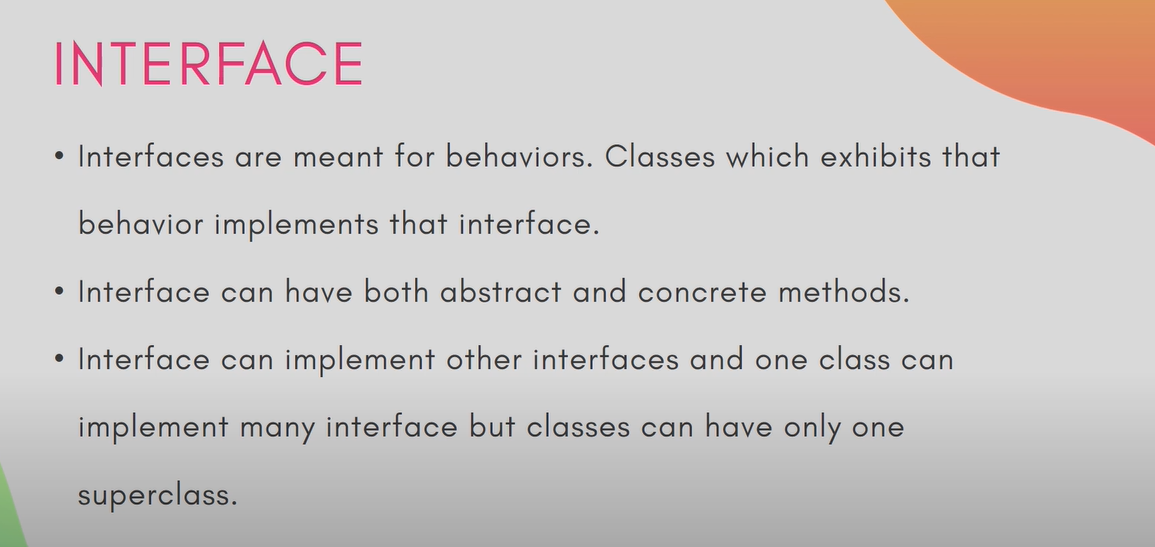 INTERFACE
• Interfaces are meant for behaviors. Classes which exhibits that
behavior implements that interface.
• Interface can have both abstract and concrete methods.
• Interface can implement other interfaces and one class can
implement many interface but classes can have only one
superclass.